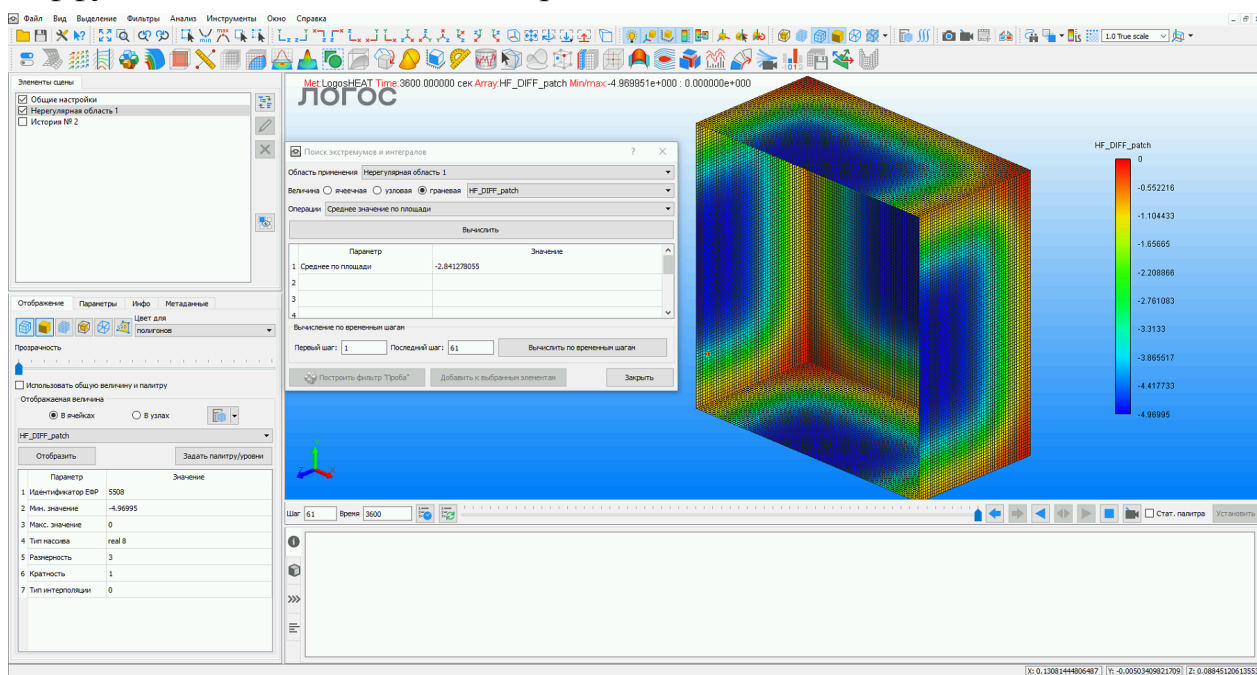 Файл Вид Выделение Фильтры Анализ Инструменты Окно Справка
1.0 True scale
Элементы сцены
Общие настройки
Нерегулярная область 1
История № 2
Met:LogosHEAT Time:3600.000000 сек Array:HF_DIFF_patch Min/max:-4.969951e+000 : 0.000000e+000
ЛОГОС
Поиск экстремумов и интегралов
Область применения Нерегулярная область 1
Величина ячеечная узловая граневая HF_DIFF_patch
Операции Среднее значение по площади
Вычислить
Параметр Значение
1 Среднее по площади -2.841278055
2
3
4
Вычисление по временным шагам
Первый шаг: 1 Последний шаг: 61 Вычислить по временным шагам
Построить фильтр "Проба" Добавить к выбранным элементам Закрыть
HF_DIFF_patch
0
-0.552216
-1.104433
-1.65665
-2.208866
-2.761083
-3.3133
-3.865517
-4.417733
-4.96995
Y
Z
X
Отображение Параметры Инфо Метаданные
Цвет для
полигонов
Прозрачность
Использовать общую величину и палитру
Отображаемая величина
В ячейках В узлах
HF_DIFF_patch
Отобразить Задать палитру/уровни
Параметр Значение
1 Идентификатор ЕФР 5508
2 Мин. значение -4.96995
3 Макс. значение 0
4 Тип массива real 8
5 Размерность 3
6 Кратность 1
7 Тип интерполяции 0
Шаг 61 Время 3600
Стат. палитра Установить
X: 0.13081444806487 Y: -0.00503409821709 Z: 0.0884512061355